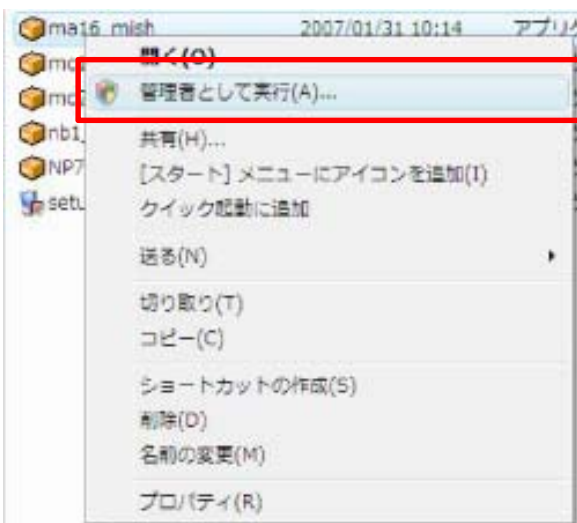 ma16_mish 2007/01/31 10:14 アプリ
開く(O)
管理者として実行(A)...
nb1_
共有(H)...
NP7
[スタート] メニューにアイコンを追加(I)
setu
クイック起動に追加
送る(N)
切り取り(T)
コピー(C)
ショートカットの作成(S)
削除(D)
名前の変更(M)
プロパティ(R)